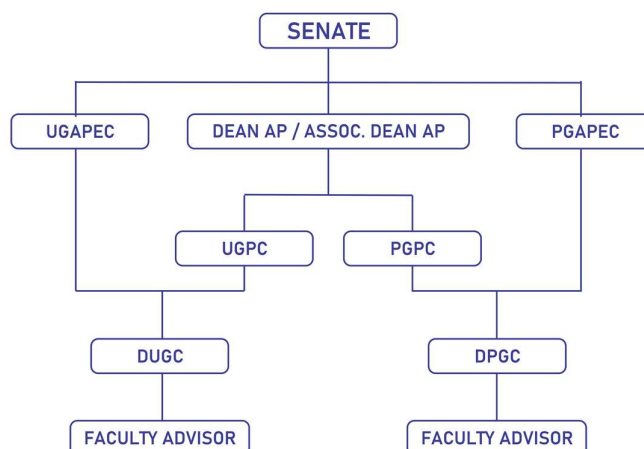 SENATE
UGAPEC
DEAN AP / ASSOC. DEAN AP
PGAPEC
UGPC
PGPC
DUGC
DPGC
FACULTY ADVISOR
FACULTY ADVISOR